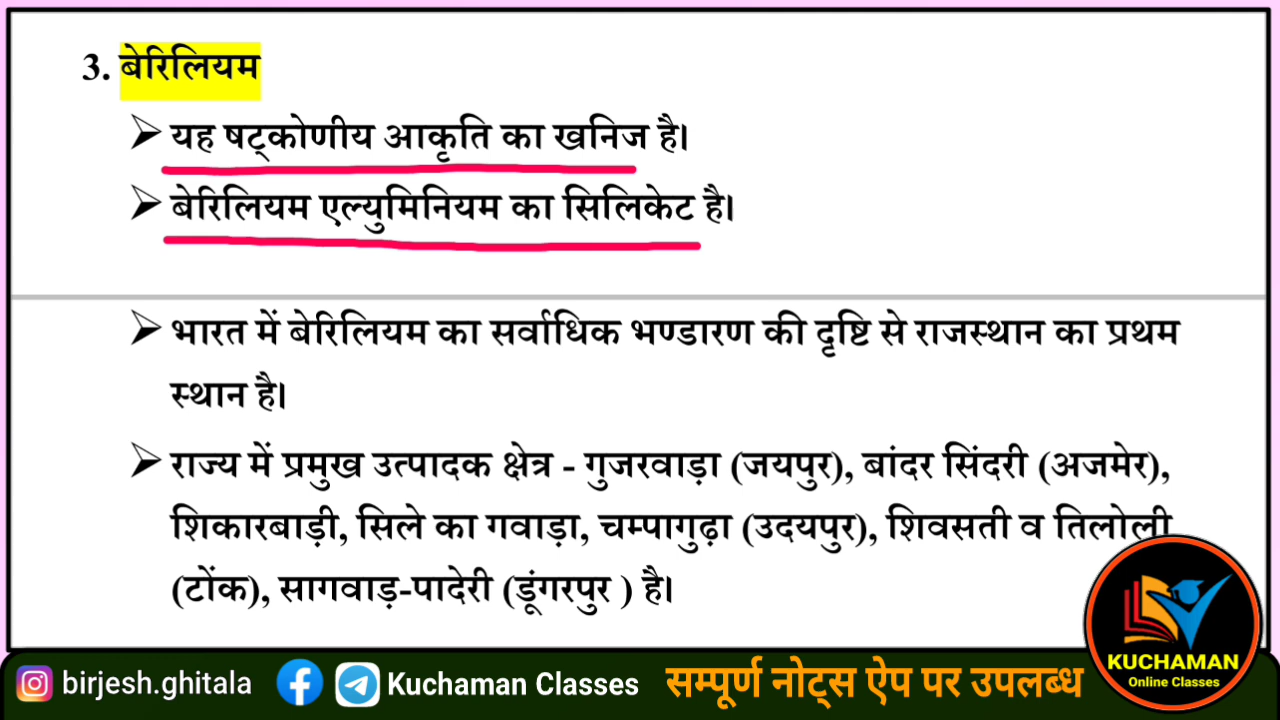 3. बेरिलियम
➢ यह षट्कोणीय आकृति का खनिज है।
➢ बेरिलियम एल्युमिनियम का सिलिकेट है।
➢ भारत में बेरिलियम का सर्वाधिक भण्डारण की दृष्टि से राजस्थान का प्रथम
स्थान है।
➢ राज्य में प्रमुख उत्पादक क्षेत्र - गुजरवाड़ा (जयपुर), बांदर सिंदरी (अजमेर),
शिकारबाड़ी, सिले का गवाड़ा, चम्पागुढ़ा (उदयपुर), शिवसती व तिलोली
(टोंक), सागवाड़-पादेरी (डूंगरपुर ) है।
KUCHAMAN
Online Classes
birjesh.ghitala Kuchaman Classes सम्पूर्ण नोट्स ऐप पर उपलब्ध